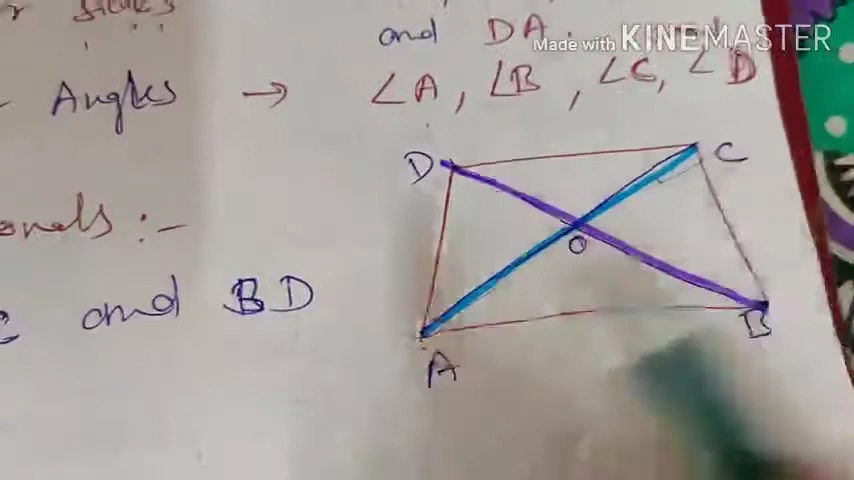 and DA.
Made with KINEMASTER
Angles → ∠A, ∠B, ∠C, ∠D
D
C
O
and BD
B
A